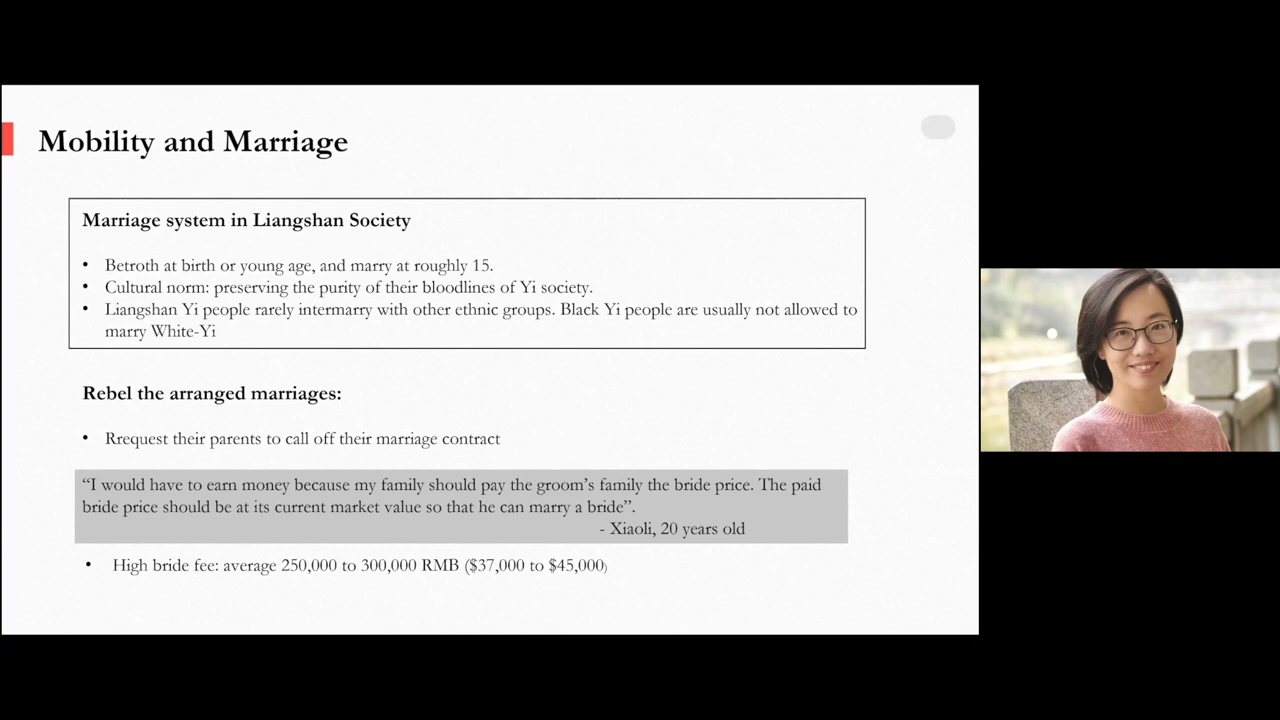 Mobility and Marriage
Marriage system in Liangshan Society
• Betroth at birth or young age, and marry at roughly 15.
• Cultural norm: preserving the purity of their bloodlines of Yi society.
• Liangshan Yi people rarely intermarry with other ethnic groups. Black Yi people are usually not allowed to
marry White-Yi
Rebel the arranged marriages:
• Rrequest their parents to call off their marriage contract
“I would have to earn money because my family should pay the groom’s family the bride price. The paid
bride price should be at its current market value so that he can marry a bride”.
- Xiaoli, 20 years old
• High bride fee: average 250,000 to 300,000 RMB ($37,000 to $45,000)